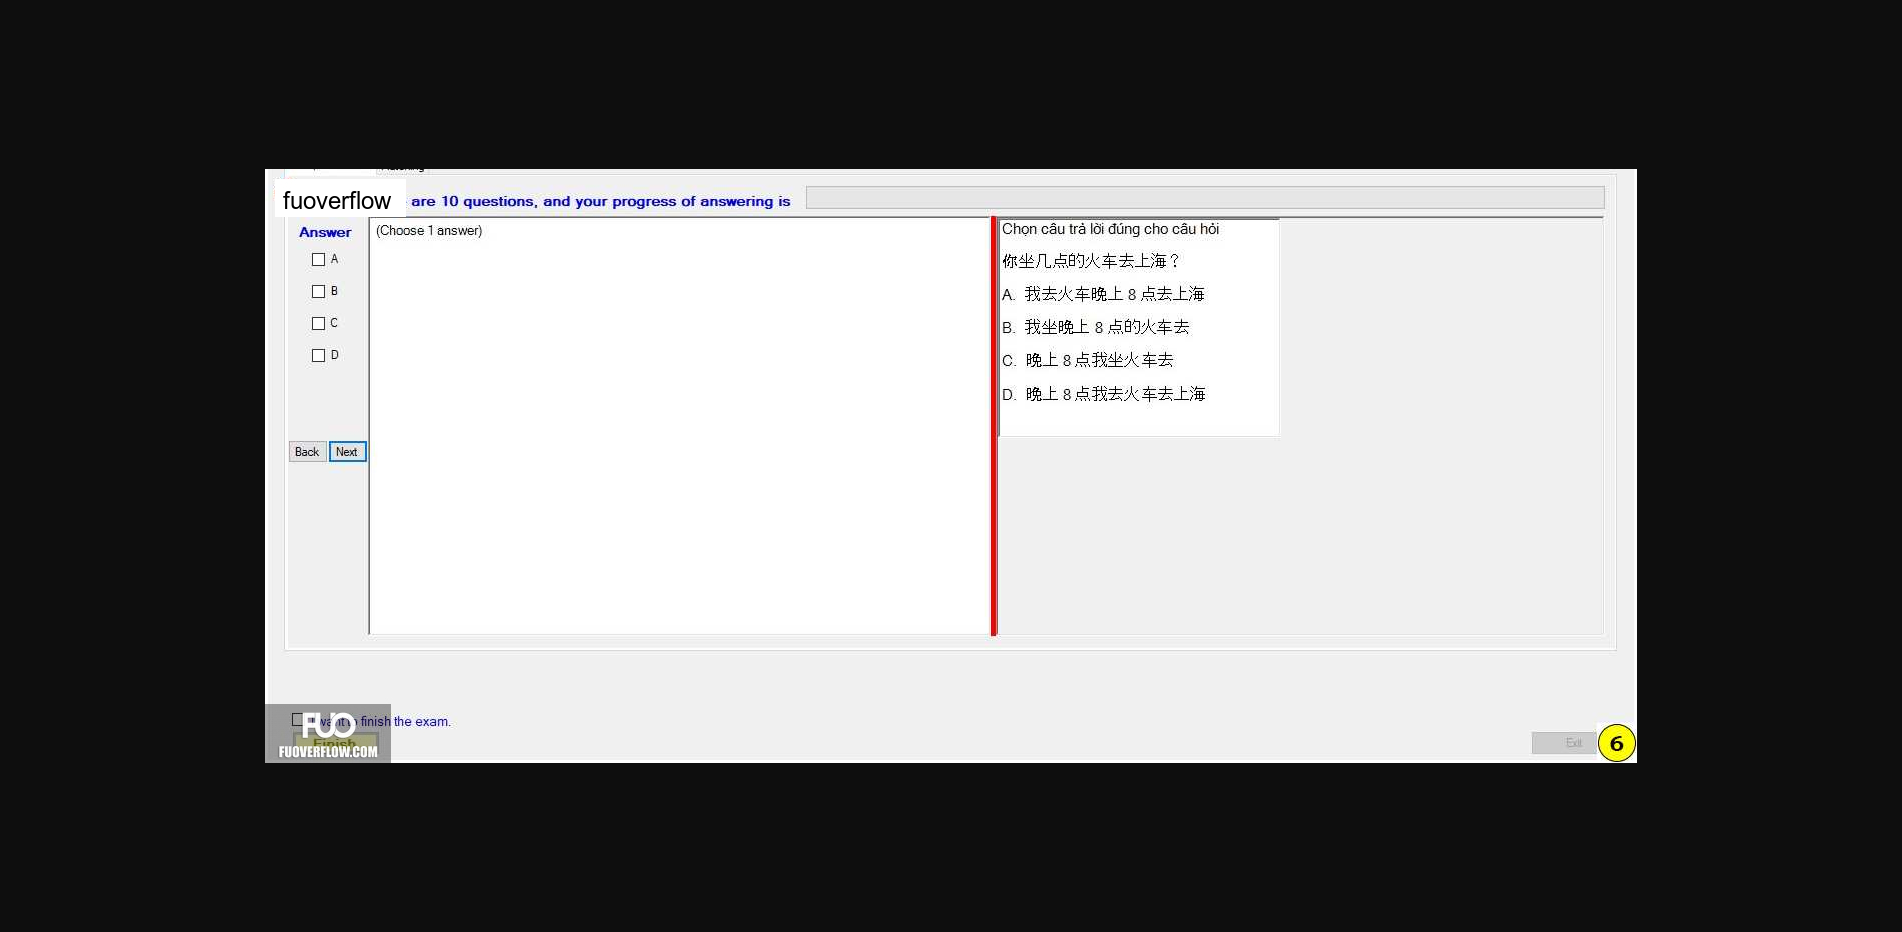 fuoverflow are 10 questions, and your progress of answering is
Answer
A
B
C
D
Back Next
(Choose 1 answer)
Chọn câu trả lời đúng cho câu hỏi
你坐几点的火车去上海？
A. 我去火车晚上 8 点去上海
B. 我坐晚上 8 点的火车去
C. 晚上 8 点我坐火车去
D. 晚上 8 点我去火车去上海
I want to finish the exam.
Finish
FUO
FUOVERFLOW.COM
Exit
6